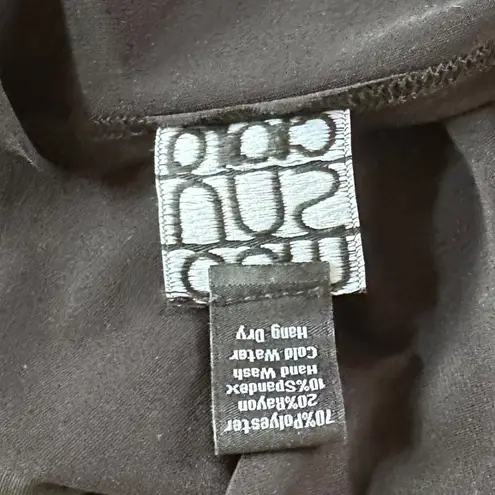 70%Polyester
20%Rayon
10%Spandex
Hand Wash
Cold Water
Hang Dry